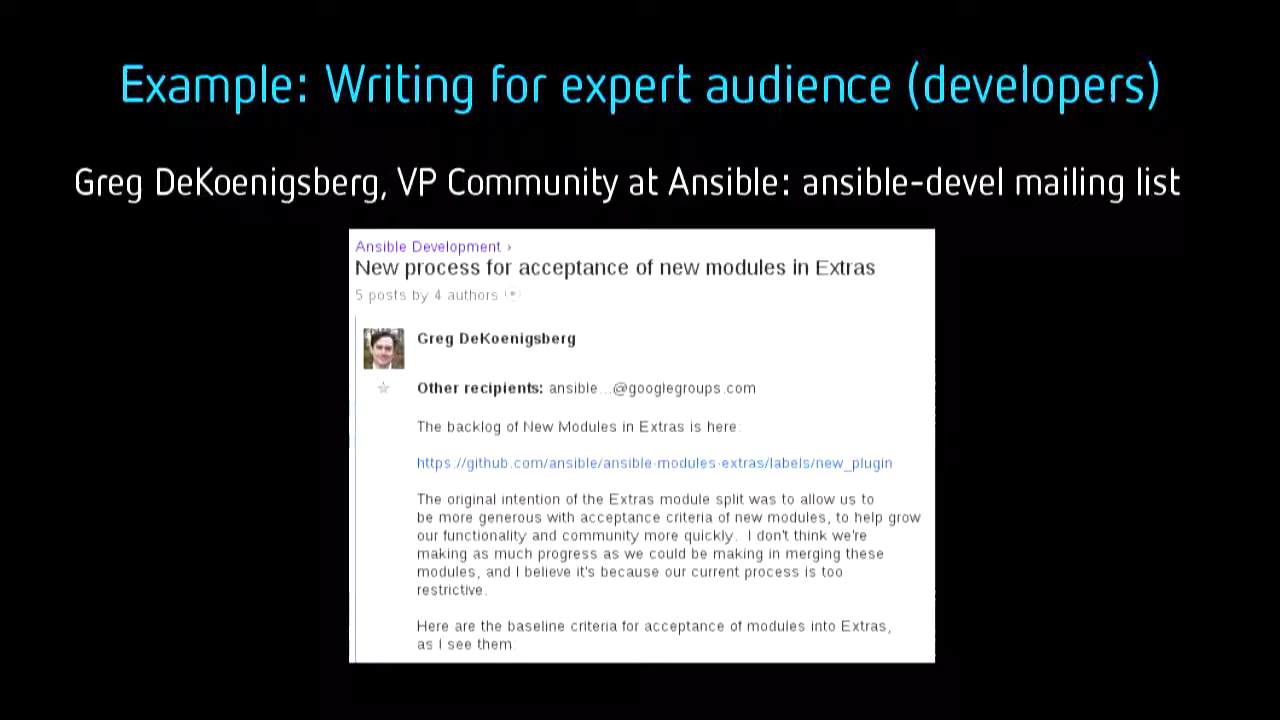 Example: Writing for expert audience (developers)
Greg DeKoenigsberg, VP Community at Ansible: ansible-devel mailing list
Ansible Development ›
New process for acceptance of new modules in Extras
5 posts by 4 authors
Greg DeKoenigsberg
Other recipients: ansible...@googlegroups.com
The backlog of New Modules in Extras is here:
https://github.com/ansible/ansible-modules-extras/labels/new_plugin
The original intention of the Extras module split was to allow us to
be more generous with acceptance criteria of new modules, to help grow
our functionality and community more quickly.  I don't think we're
making as much progress as we could be making in merging these
modules, and I believe it's because our current process is too
restrictive.
Here are the baseline criteria for acceptance of modules into Extras,
as I see them: